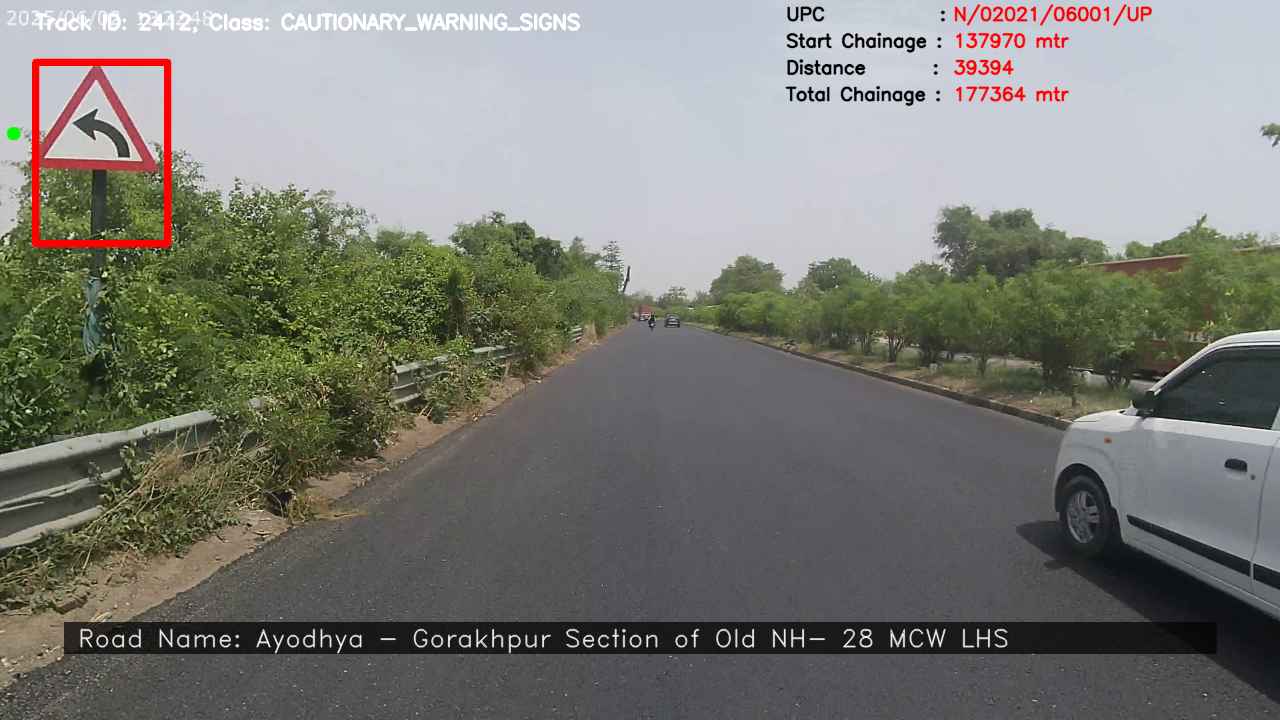 Track ID: 2412, Class: CAUTIONARY_WARNING_SIGNS
UPC : N/02021/06001/UP
Start Chainage : 137970 mtr
Distance : 39394
Total Chainage : 177364 mtr
Road Name: Ayodhya - Gorakhpur Section of Old NH- 28 MCW LHS